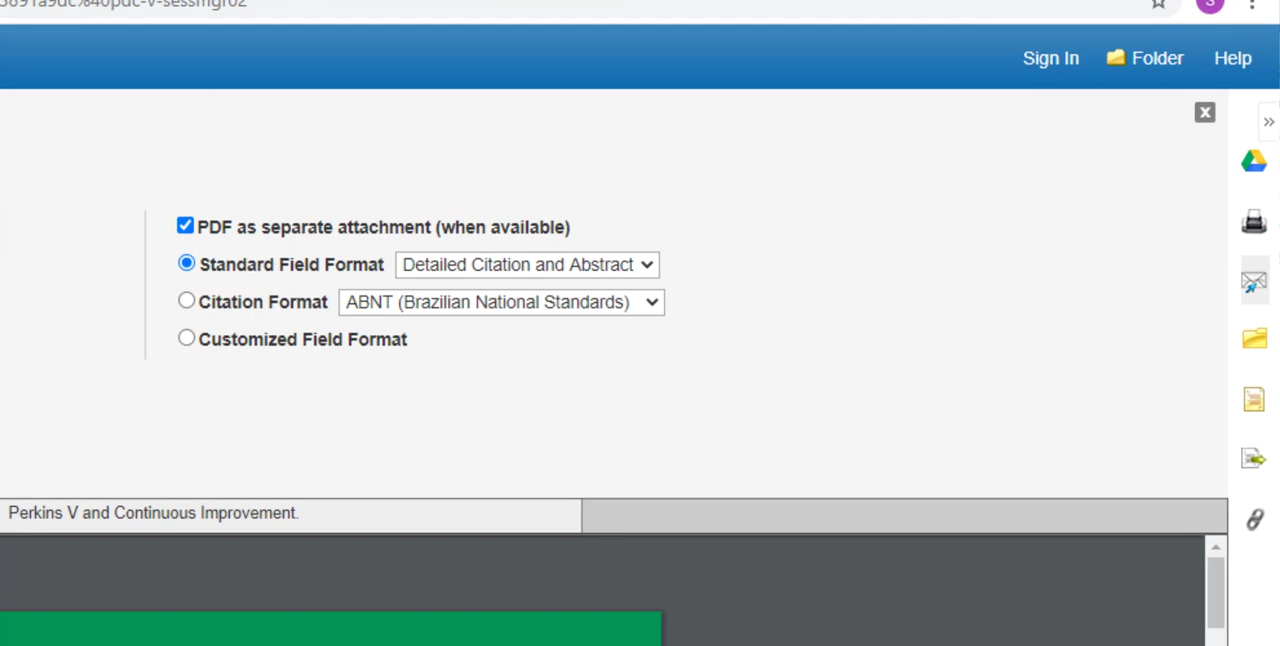 Sign In Folder Help
PDF as separate attachment (when available)
Standard Field Format Detailed Citation and Abstract
Citation Format ABNT (Brazilian National Standards)
Customized Field Format
Perkins V and Continuous Improvement.